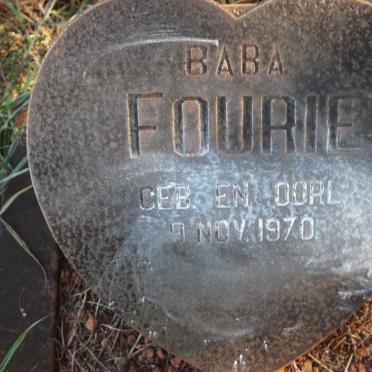 BABA
FOURIE
GEB. EN OORL.
9 NOV. 1970.